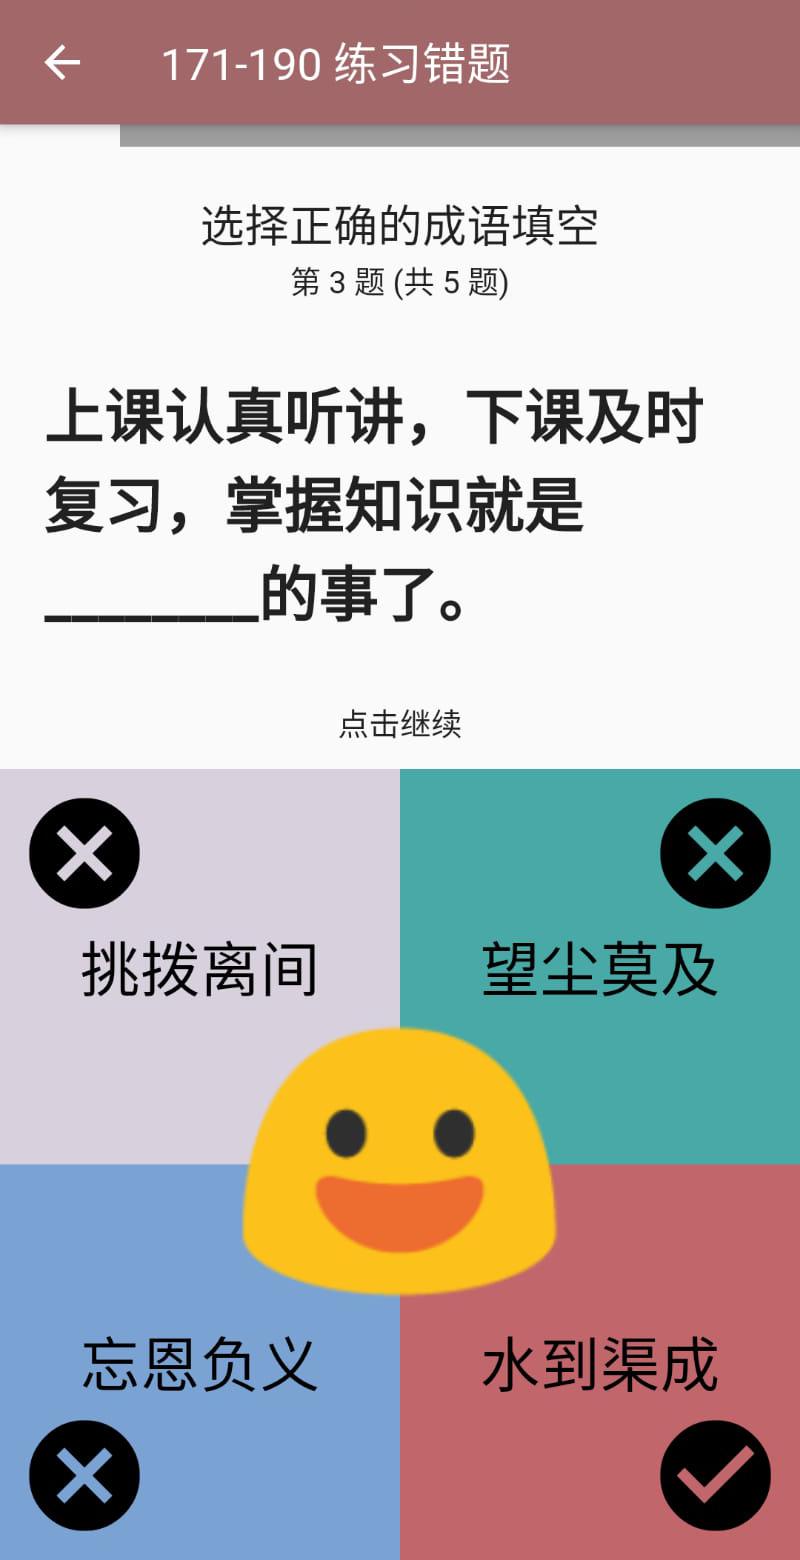 171-190 练习错题
选择正确的成语填空
第 3 题 (共 5 题)
上课认真听讲，下课及时
复习，掌握知识就是
________的事了。
点击继续
挑拨离间
望尘莫及
忘恩负义
水到渠成